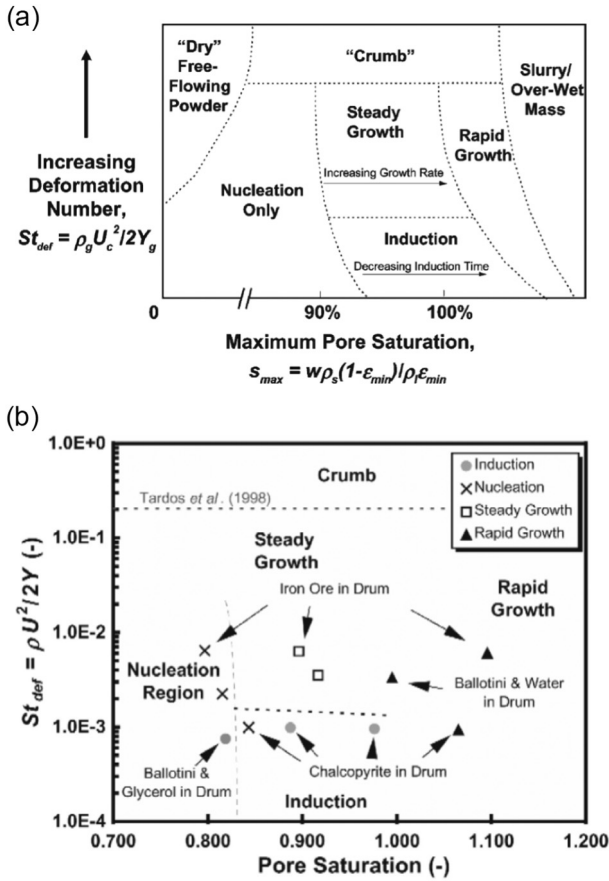 (a)
"Dry"
Free-
Flowing
Powder
"Crumb"
Slurry/
Over-Wet
Mass
Steady
Growth
Rapid
Growth
Increasing
Deformation
Number,
St_def = ρ_gU_c²/2Y_g
Nucleation
Only
Increasing Growth Rate
Induction
Decreasing Induction Time
0
90%
100%
Maximum Pore Saturation,
s_max = wρ_s(1-ε_min)/ρ_lε_min
(b)
St_def = ρU²/2Y (-)
1.0E+0
1.0E-1
1.0E-2
1.0E-3
1.0E-4
Crumb
Induction
Nucleation
Steady Growth
Rapid Growth
Tardos et al. (1998)
Steady
Growth
Iron Ore in Drum
Rapid
Growth
Nucleation
Region
Ballotini & Water
in Drum
Ballotini &
Glycerol in Drum
Chalcopyrite in Drum
Induction
0.700
0.800
0.900
1.000
1.100
1.200
Pore Saturation (-)